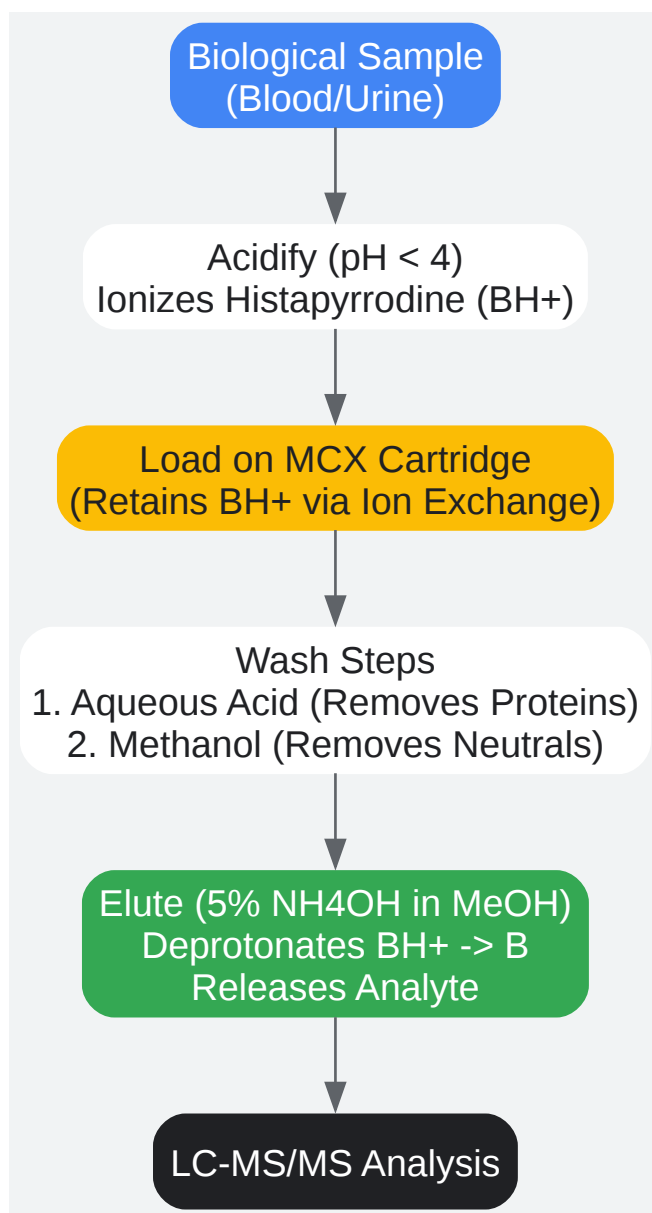 Biological Sample
(Blood/Urine)
Acidify (pH < 4)
Ionizes Histapyrrodine (BH+)
Load on MCX Cartridge
(Retains BH+ via Ion Exchange)
Wash Steps
1. Aqueous Acid (Removes Proteins)
2. Methanol (Removes Neutrals)
Elute (5% NH4OH in MeOH)
Deprotonates BH+ -> B
Releases Analyte
LC-MS/MS Analysis